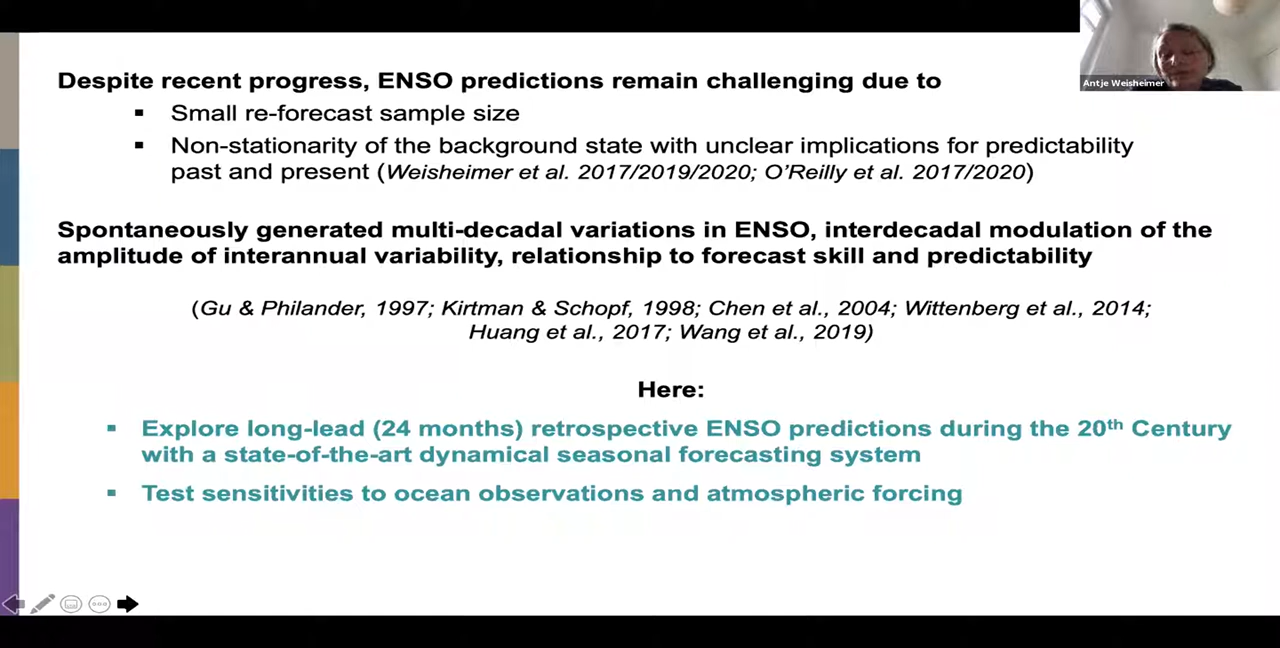 Antje Weisheimer
Despite recent progress, ENSO predictions remain challenging due to
▪ Small re-forecast sample size
▪ Non-stationarity of the background state with unclear implications for predictability
past and present (Weisheimer et al. 2017/2019/2020; O'Reilly et al. 2017/2020)
Spontaneously generated multi-decadal variations in ENSO, interdecadal modulation of the
amplitude of interannual variability, relationship to forecast skill and predictability
(Gu & Philander, 1997; Kirtman & Schopf, 1998; Chen et al., 2004; Wittenberg et al., 2014;
Huang et al., 2017; Wang et al., 2019)
Here:
▪ Explore long-lead (24 months) retrospective ENSO predictions during the 20th Century
with a state-of-the-art dynamical seasonal forecasting system
▪ Test sensitivities to ocean observations and atmospheric forcing